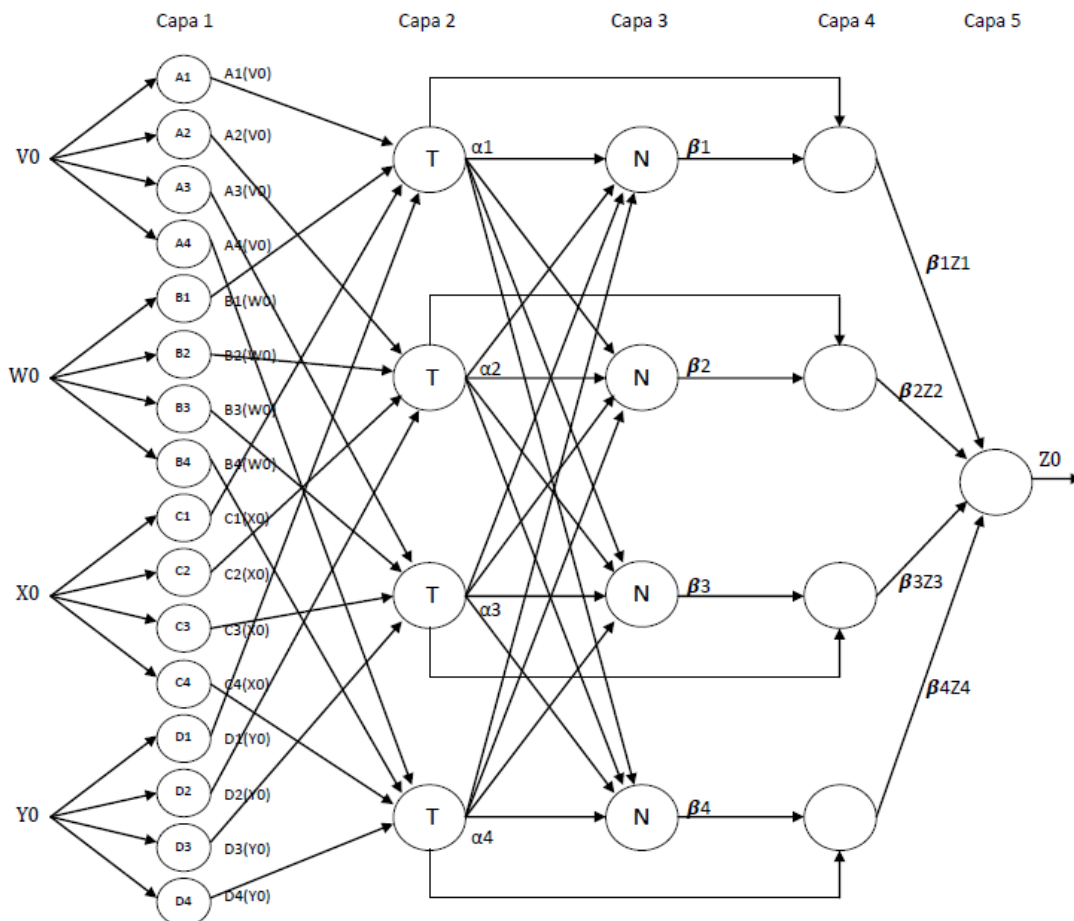 Capa 1 Capa 2 Capa 3 Capa 4 Capa 5
A1 A1(V0)
A2 A2(V0)
V0
A3 A3(V0)
A4 A4(V0)
B1 B1(W0)
B2 B2(W0)
W0
B3 B3(W0)
B4 B4(W0)
C1 C1(X0)
C2 C2(X0)
X0
C3 C3(X0)
C4 C4(X0)
D1 D1(Y0)
D2 D2(Y0)
Y0
D3 D3(Y0)
D4 D4(Y0)
T α1 N β1
T α2 N β2
T α3 N β3
T α4 N β4
β1Z1
β2Z2
β3Z3
β4Z4
Z0